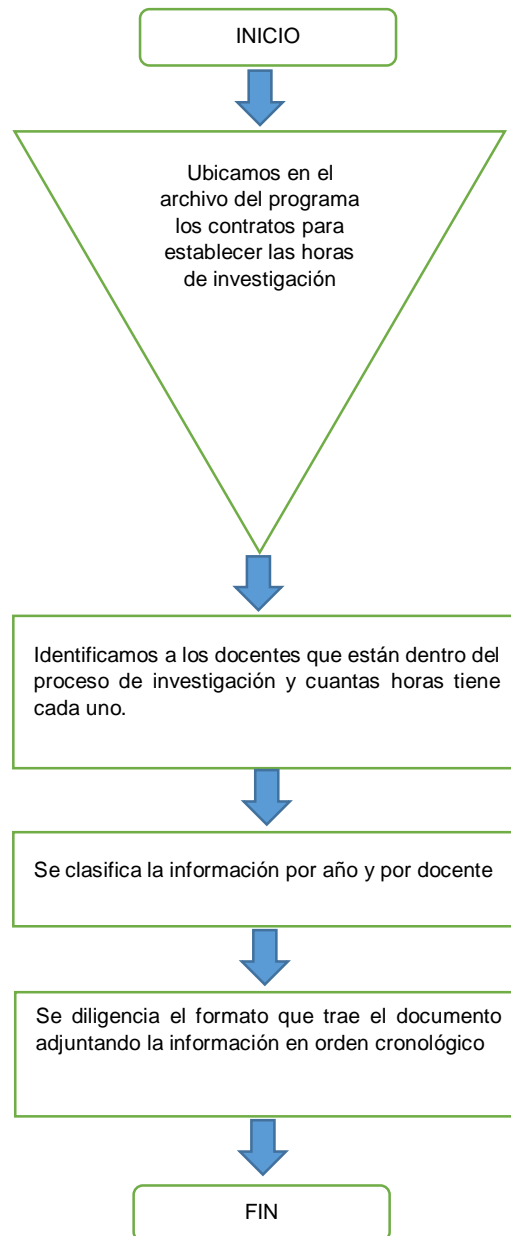 INICIO
Ubicamos en el
archivo del programa
los contratos para
establecer las horas
de investigación
Identificamos a los docentes que están dentro del
proceso de investigación y cuantas horas tiene
cada uno.
Se clasifica la información por año y por docente
Se diligencia el formato que trae el documento
adjuntando la información en orden cronológico
FIN